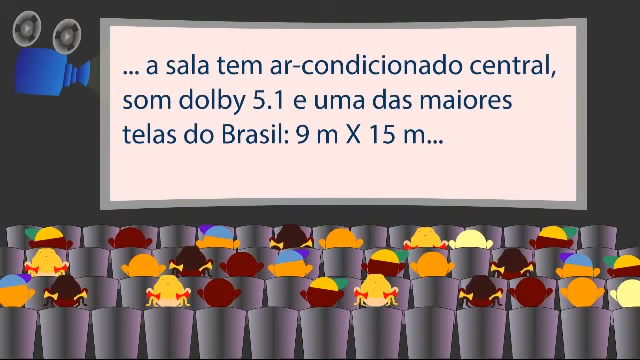 ... a sala tem ar-condicionado central,
som dolby 5.1 e uma das maiores
telas do Brasil: 9 m X 15 m...